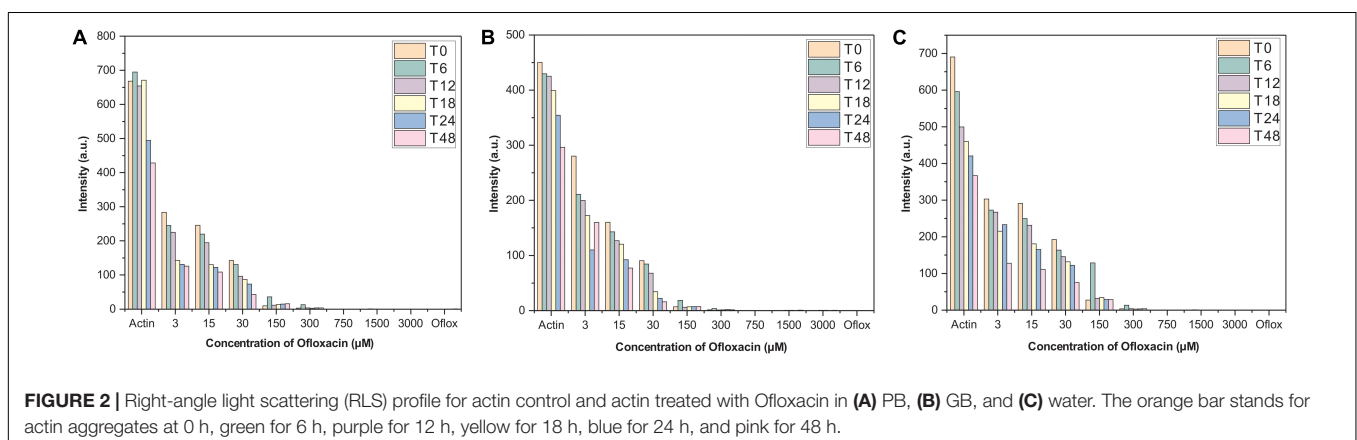 A
800
700
600
500
400
300
200
100
0
Intensity (a.u.)
T0
T6
T12
T18
T24
T48
Actin 3 15 30 150 300 750 1500 3000 Oflox
Concentration of Ofloxacin (µM)
B
500
400
300
200
100
0
Intensity (a.u.)
T0
T6
T12
T18
T24
T48
Actin 3 15 30 150 300 750 1500 3000 Oflox
Concentration of Ofloxacin (µM)
C
700
600
500
400
300
200
100
0
Intensity (a.u.)
T0
T6
T12
T18
T24
T48
Actin 3 15 30 150 300 750 1500 3000 Oflox
Concentration of Ofloxacin (µM)
FIGURE 2 | Right-angle light scattering (RLS) profile for actin control and actin treated with Ofloxacin in (A) PB, (B) GB, and (C) water. The orange bar stands for
actin aggregates at 0 h, green for 6 h, purple for 12 h, yellow for 18 h, blue for 24 h, and pink for 48 h.